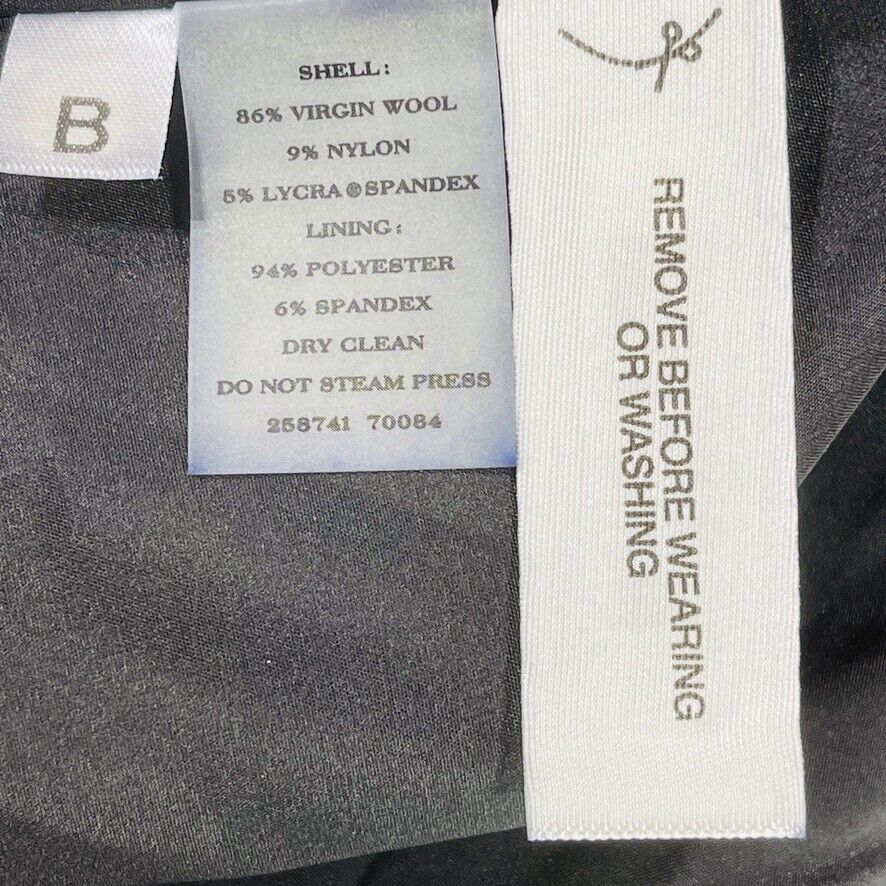 B
SHELL:
86% VIRGIN WOOL
9% NYLON
5% LYCRA®SPANDEX
LINING:
94% POLYESTER
6% SPANDEX
DRY CLEAN
DO NOT STEAM PRESS
258741 70084
REMOVE BEFORE WEARING
OR WASHING